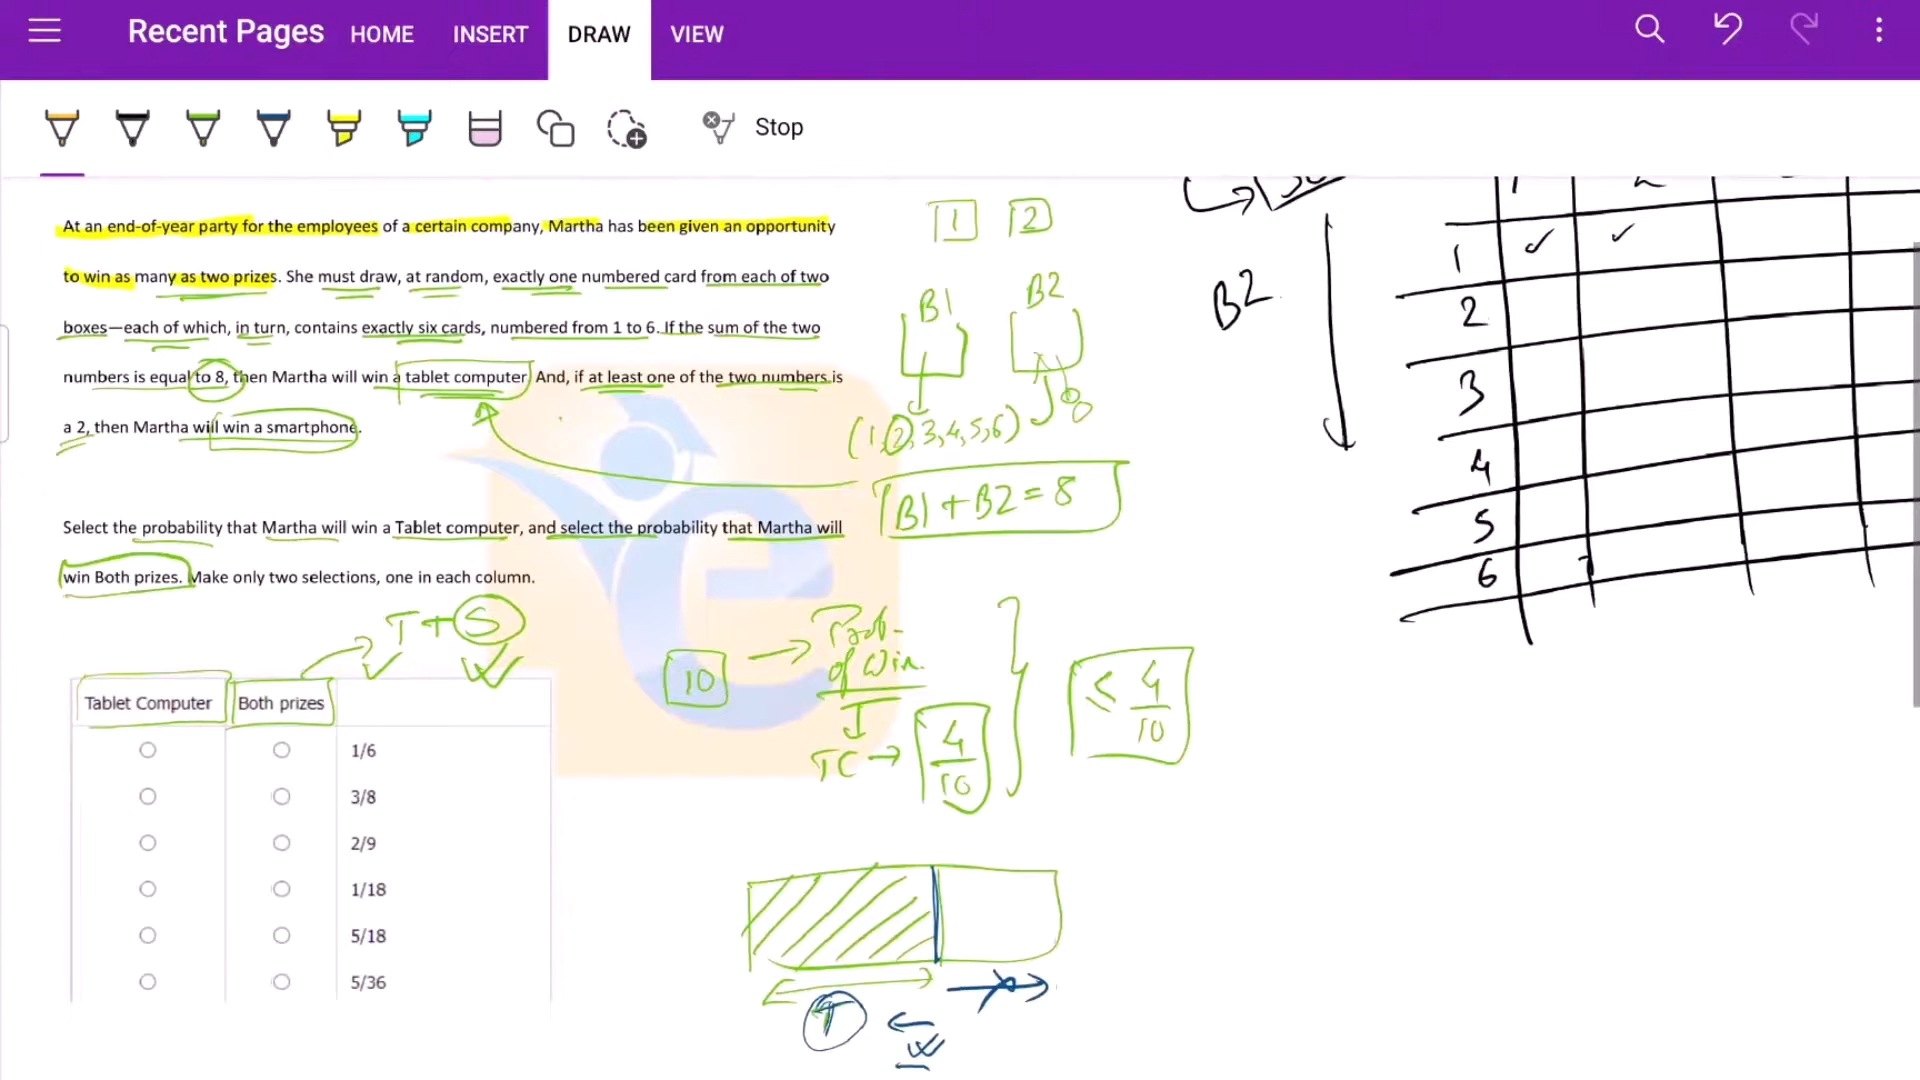 Recent Pages HOME INSERT DRAW VIEW
Stop
At an end-of-year party for the employees of a certain company, Martha has been given an opportunity
to win as many as two prizes. She must draw, at random, exactly one numbered card from each of two
boxes—each of which, in turn, contains exactly six cards, numbered from 1 to 6. If the sum of the two
numbers is equal to 8, then Martha will win a tablet computer. And, if at least one of the two numbers is
a 2, then Martha will win a smartphone.
Select the probability that Martha will win a Tablet computer, and select the probability that Martha will
win Both prizes. Make only two selections, one in each column.
T + S
Tablet Computer Both prizes
1/6
3/8
2/9
1/18
5/18
5/36
1 2
B1 B2
(1, 2, 3, 4, 5, 6)
B1 + B2 = 8
10 → Prob.
of Win.
TC → 4/10
≤ 4/10
T
B2
1
2
3
4
5
6